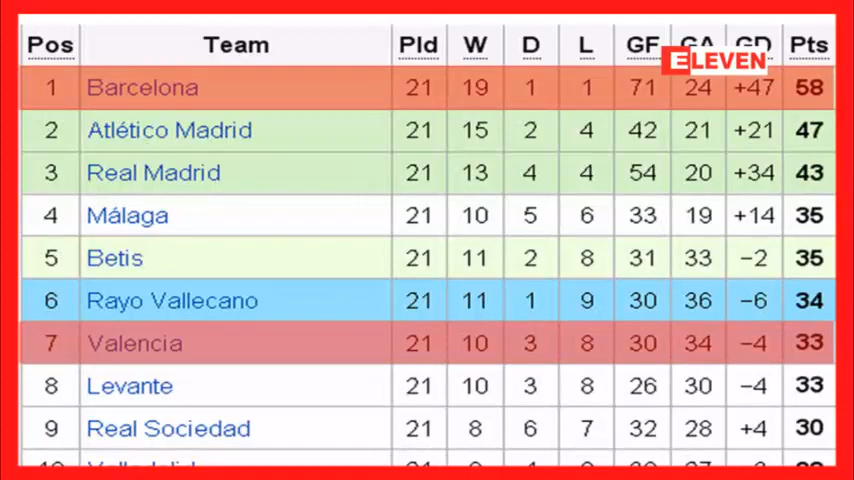 Pos Team Pld W D L GF GA GD Pts
ELEVEN
1 Barcelona 21 19 1 1 71 24 +47 58
2 Atlético Madrid 21 15 2 4 42 21 +21 47
3 Real Madrid 21 13 4 4 54 20 +34 43
4 Málaga 21 10 5 6 33 19 +14 35
5 Betis 21 11 2 8 31 33 −2 35
6 Rayo Vallecano 21 11 1 9 30 36 −6 34
7 Valencia 21 10 3 8 30 34 −4 33
8 Levante 21 10 3 8 26 30 −4 33
9 Real Sociedad 21 8 6 7 32 28 +4 30